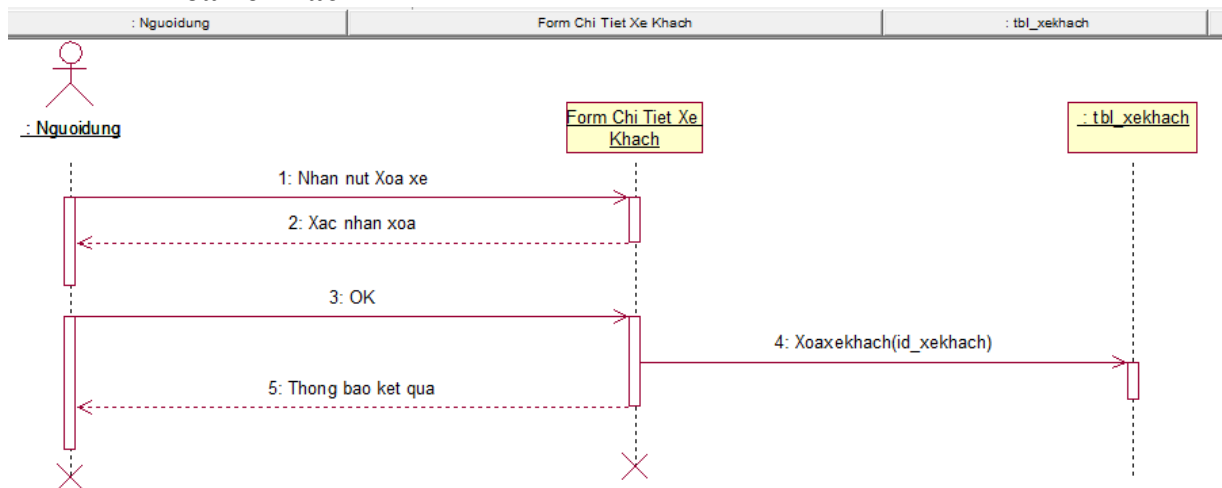 : Nguoidung
Form Chi Tiet Xe Khach
: tbl_xekhach
: Nguoidung
Form Chi Tiet Xe
Khach
: tbl_xekhach
1: Nhan nut Xoa xe
2: Xac nhan xoa
3: OK
4: Xoaxekhach(id_xekhach)
5: Thong bao ket qua